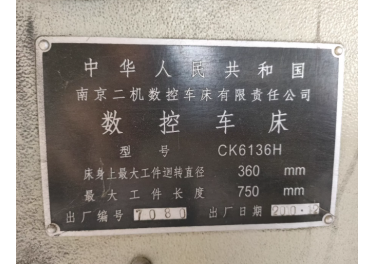 中华人民共和国
南京二机数控车床有限责任公司
数控车床
型号 CK6136H
床身上最大工件迴转直径 360 mm
最大工件长度 750 mm
出厂编号 7080 出厂日期